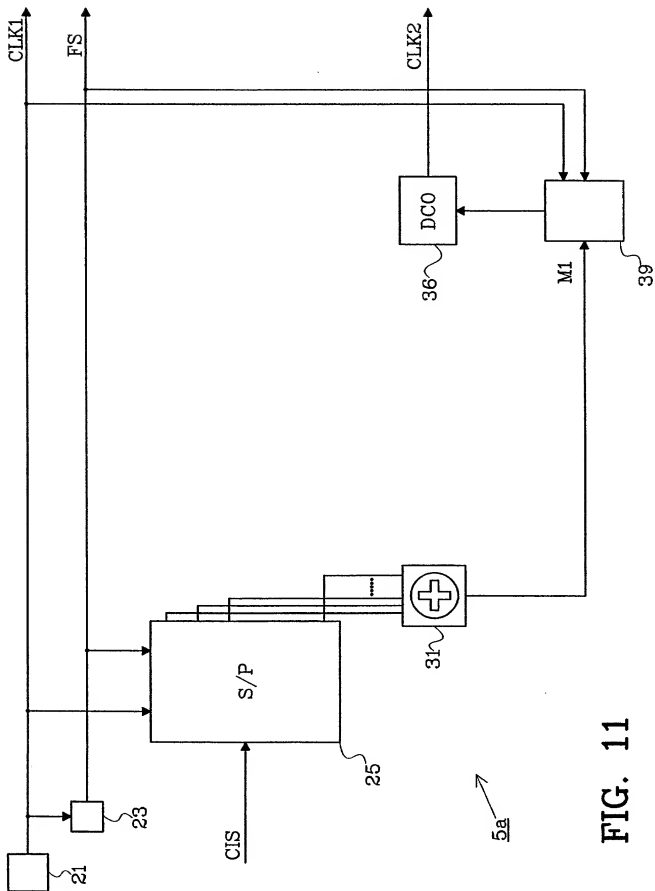 CLK1
FS
CLK2
DCO
36
M1
39
S/P
31
25
CIS
23
21
5a
FIG. 11